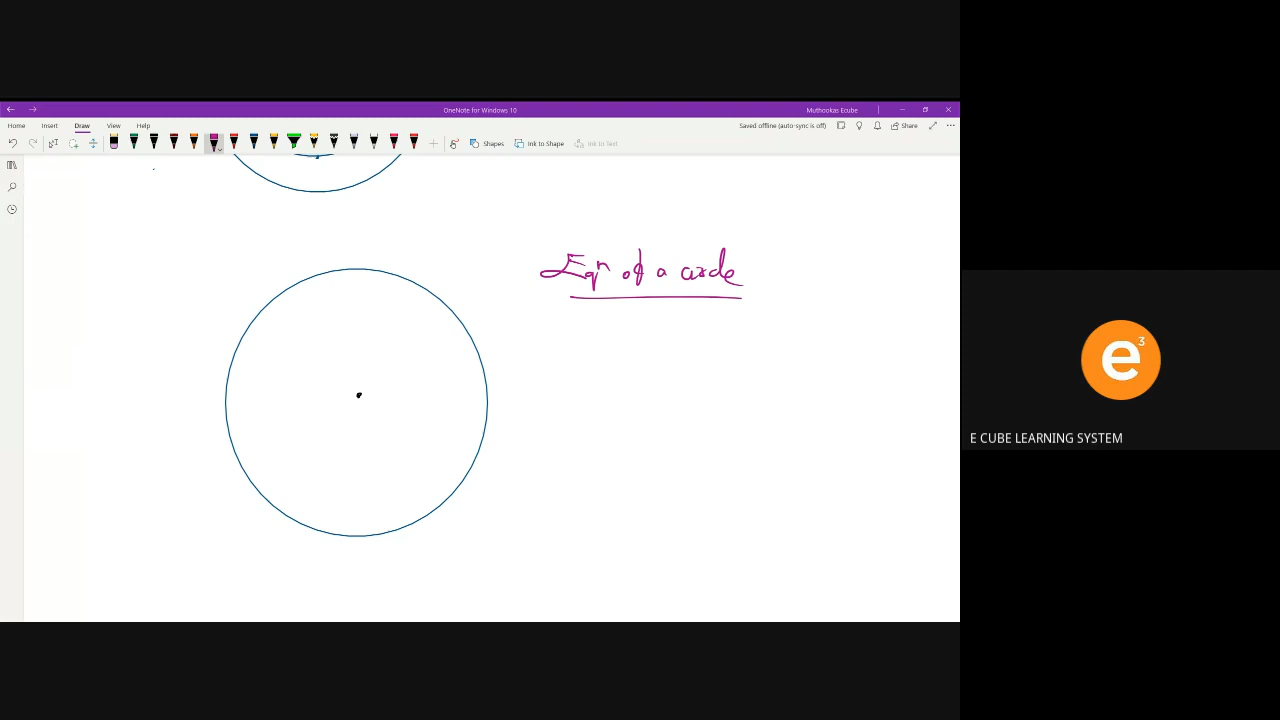 OneNote for Windows 10
Muthookas Ecube
Home Insert Draw View Help
Saved offline (auto-sync is off)
Share
Shapes
Ink to Shape
Ink to Text
Eqn of a circle
e3
E CUBE LEARNING SYSTEM